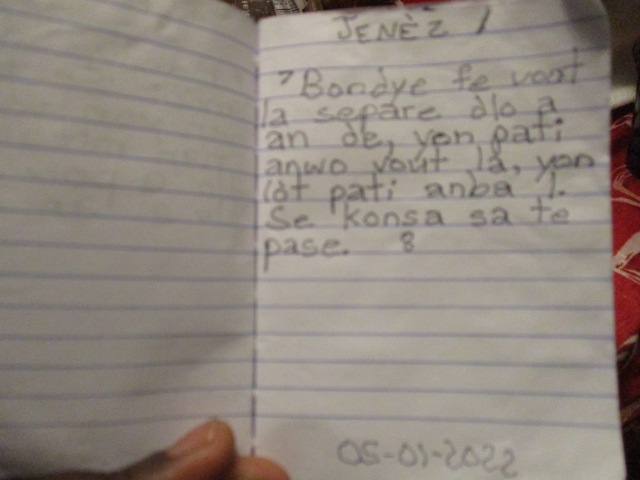 JENÈZ 1
7 Bondye fe vout
la separe dlo a
an de, yon pati
anwo vout la, yon
lòt pati anba l.
Se konsa sa te
pase. 8
05-01-2022